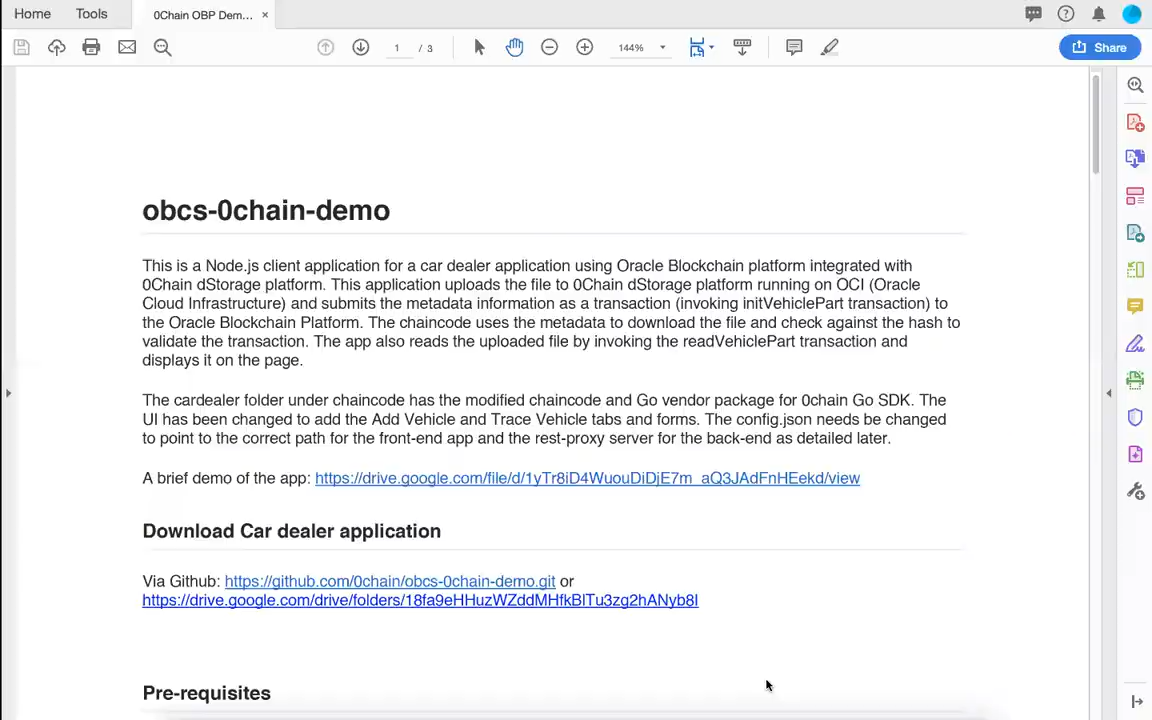 Home Tools 0Chain OBP Dem... ×
1 / 3 144% Share
obcs-0chain-demo
This is a Node.js client application for a car dealer application using Oracle Blockchain platform integrated with
0Chain dStorage platform. This application uploads the file to 0Chain dStorage platform running on OCI (Oracle
Cloud Infrastructure) and submits the metadata information as a transaction (invoking initVehiclePart transaction) to
the Oracle Blockchain Platform. The chaincode uses the metadata to download the file and check against the hash to
validate the transaction. The app also reads the uploaded file by invoking the readVehiclePart transaction and
displays it on the page.
The cardealer folder under chaincode has the modified chaincode and Go vendor package for 0chain Go SDK. The
UI has been changed to add the Add Vehicle and Trace Vehicle tabs and forms. The config.json needs be changed
to point to the correct path for the front-end app and the rest-proxy server for the back-end as detailed later.
A brief demo of the app: https://drive.google.com/file/d/1yTr8iD4WuouDiDjE7m_aQ3JAdFnHEekd/view
Download Car dealer application
Via Github: https://github.com/0chain/obcs-0chain-demo.git or
https://drive.google.com/drive/folders/18fa9eHHuzWZddMHfkBlTu3zg2hANyb8I
Pre-requisites